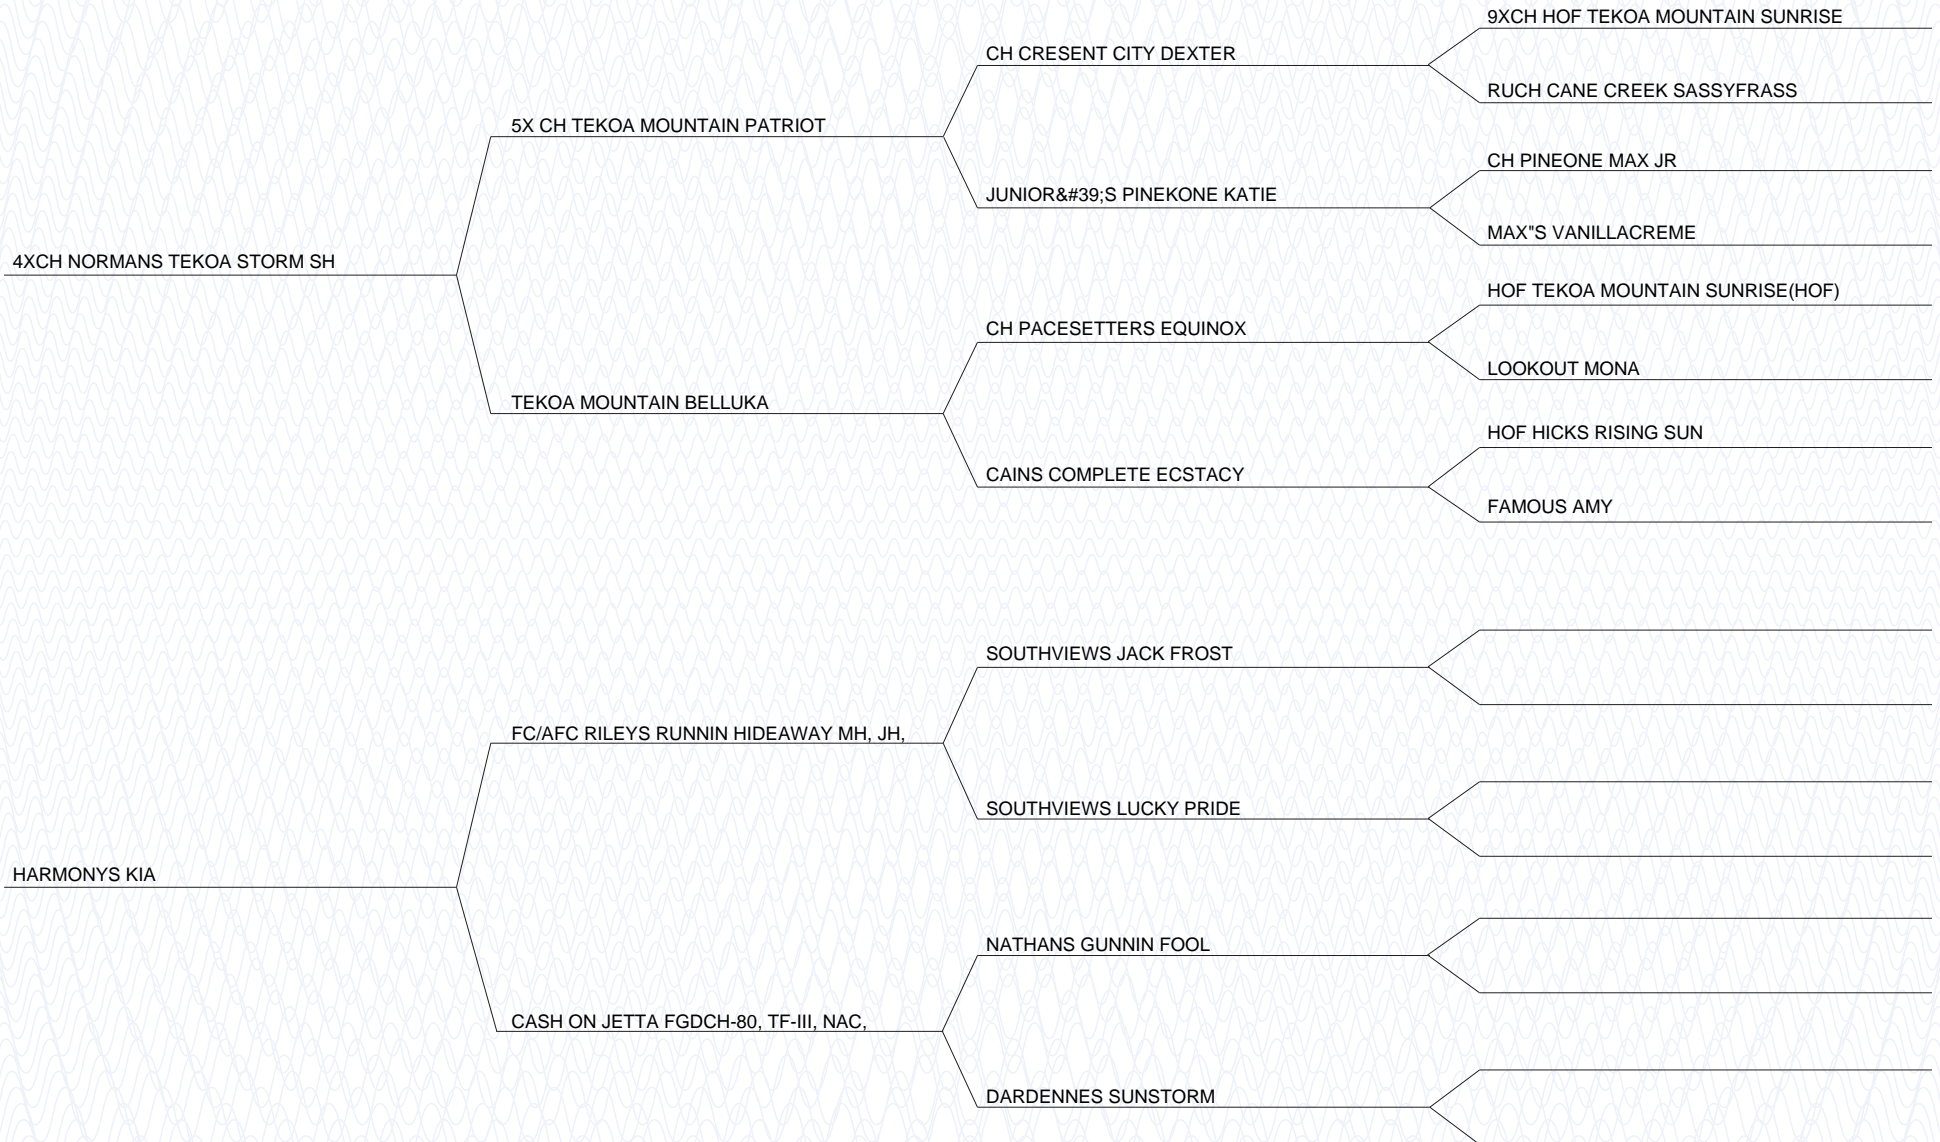 9XCH HOF TEKOA MOUNTAIN SUNRISE
CH CRESENT CITY DEXTER
RUCH CANE CREEK SASSYFRASS
5X CH TEKOA MOUNTAIN PATRIOT
CH PINEONE MAX JR
JUNIOR&#39;S PINEKONE KATIE
MAX"S VANILLACREME
4XCH NORMANS TEKOA STORM SH
HOF TEKOA MOUNTAIN SUNRISE(HOF)
CH PACESETTERS EQUINOX
LOOKOUT MONA
TEKOA MOUNTAIN BELLUKA
HOF HICKS RISING SUN
CAINS COMPLETE ECSTACY
FAMOUS AMY
SOUTHVIEWS JACK FROST
FC/AFC RILEYS RUNNIN HIDEAWAY MH, JH,
SOUTHVIEWS LUCKY PRIDE
HARMONYS KIA
NATHANS GUNNIN FOOL
CASH ON JETTA FGDCH-80, TF-III, NAC,
DARDENNES SUNSTORM